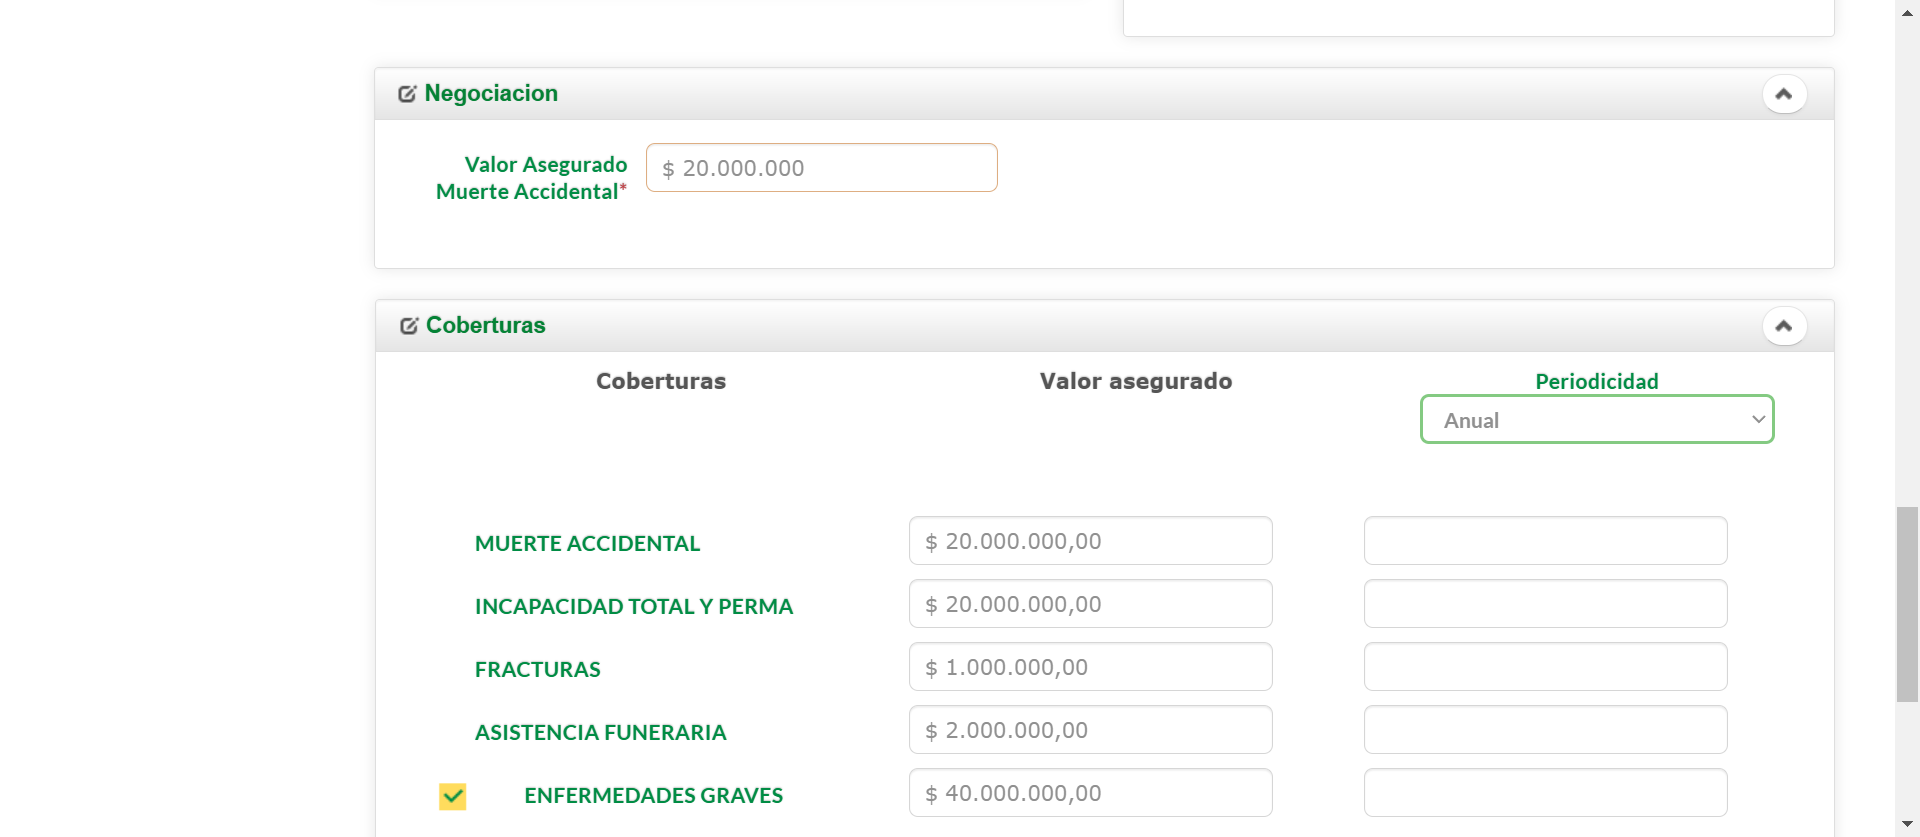 Negociacion
Valor Asegurado
Muerte Accidental*
$ 20.000.000
Coberturas
Coberturas
Valor asegurado
Periodicidad
Anual
MUERTE ACCIDENTAL
$ 20.000.000,00
INCAPACIDAD TOTAL Y PERMA
$ 20.000.000,00
FRACTURAS
$ 1.000.000,00
ASISTENCIA FUNERARIA
$ 2.000.000,00
ENFERMEDADES GRAVES
$ 40.000.000,00